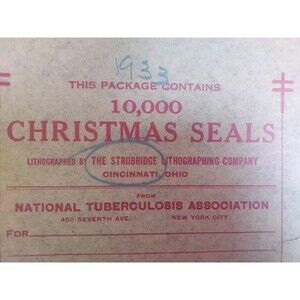 1933
THIS PACKAGE CONTAINS
10,000
CHRISTMAS SEALS
LITHOGRAPHED BY THE STROBRIDGE LITHOGRAPHING COMPANY
CINCINNATI, OHIO
FROM
NATIONAL TUBERCULOSIS ASSOCIATION
450 SEVENTH AVE. NEW YORK CITY
FOR